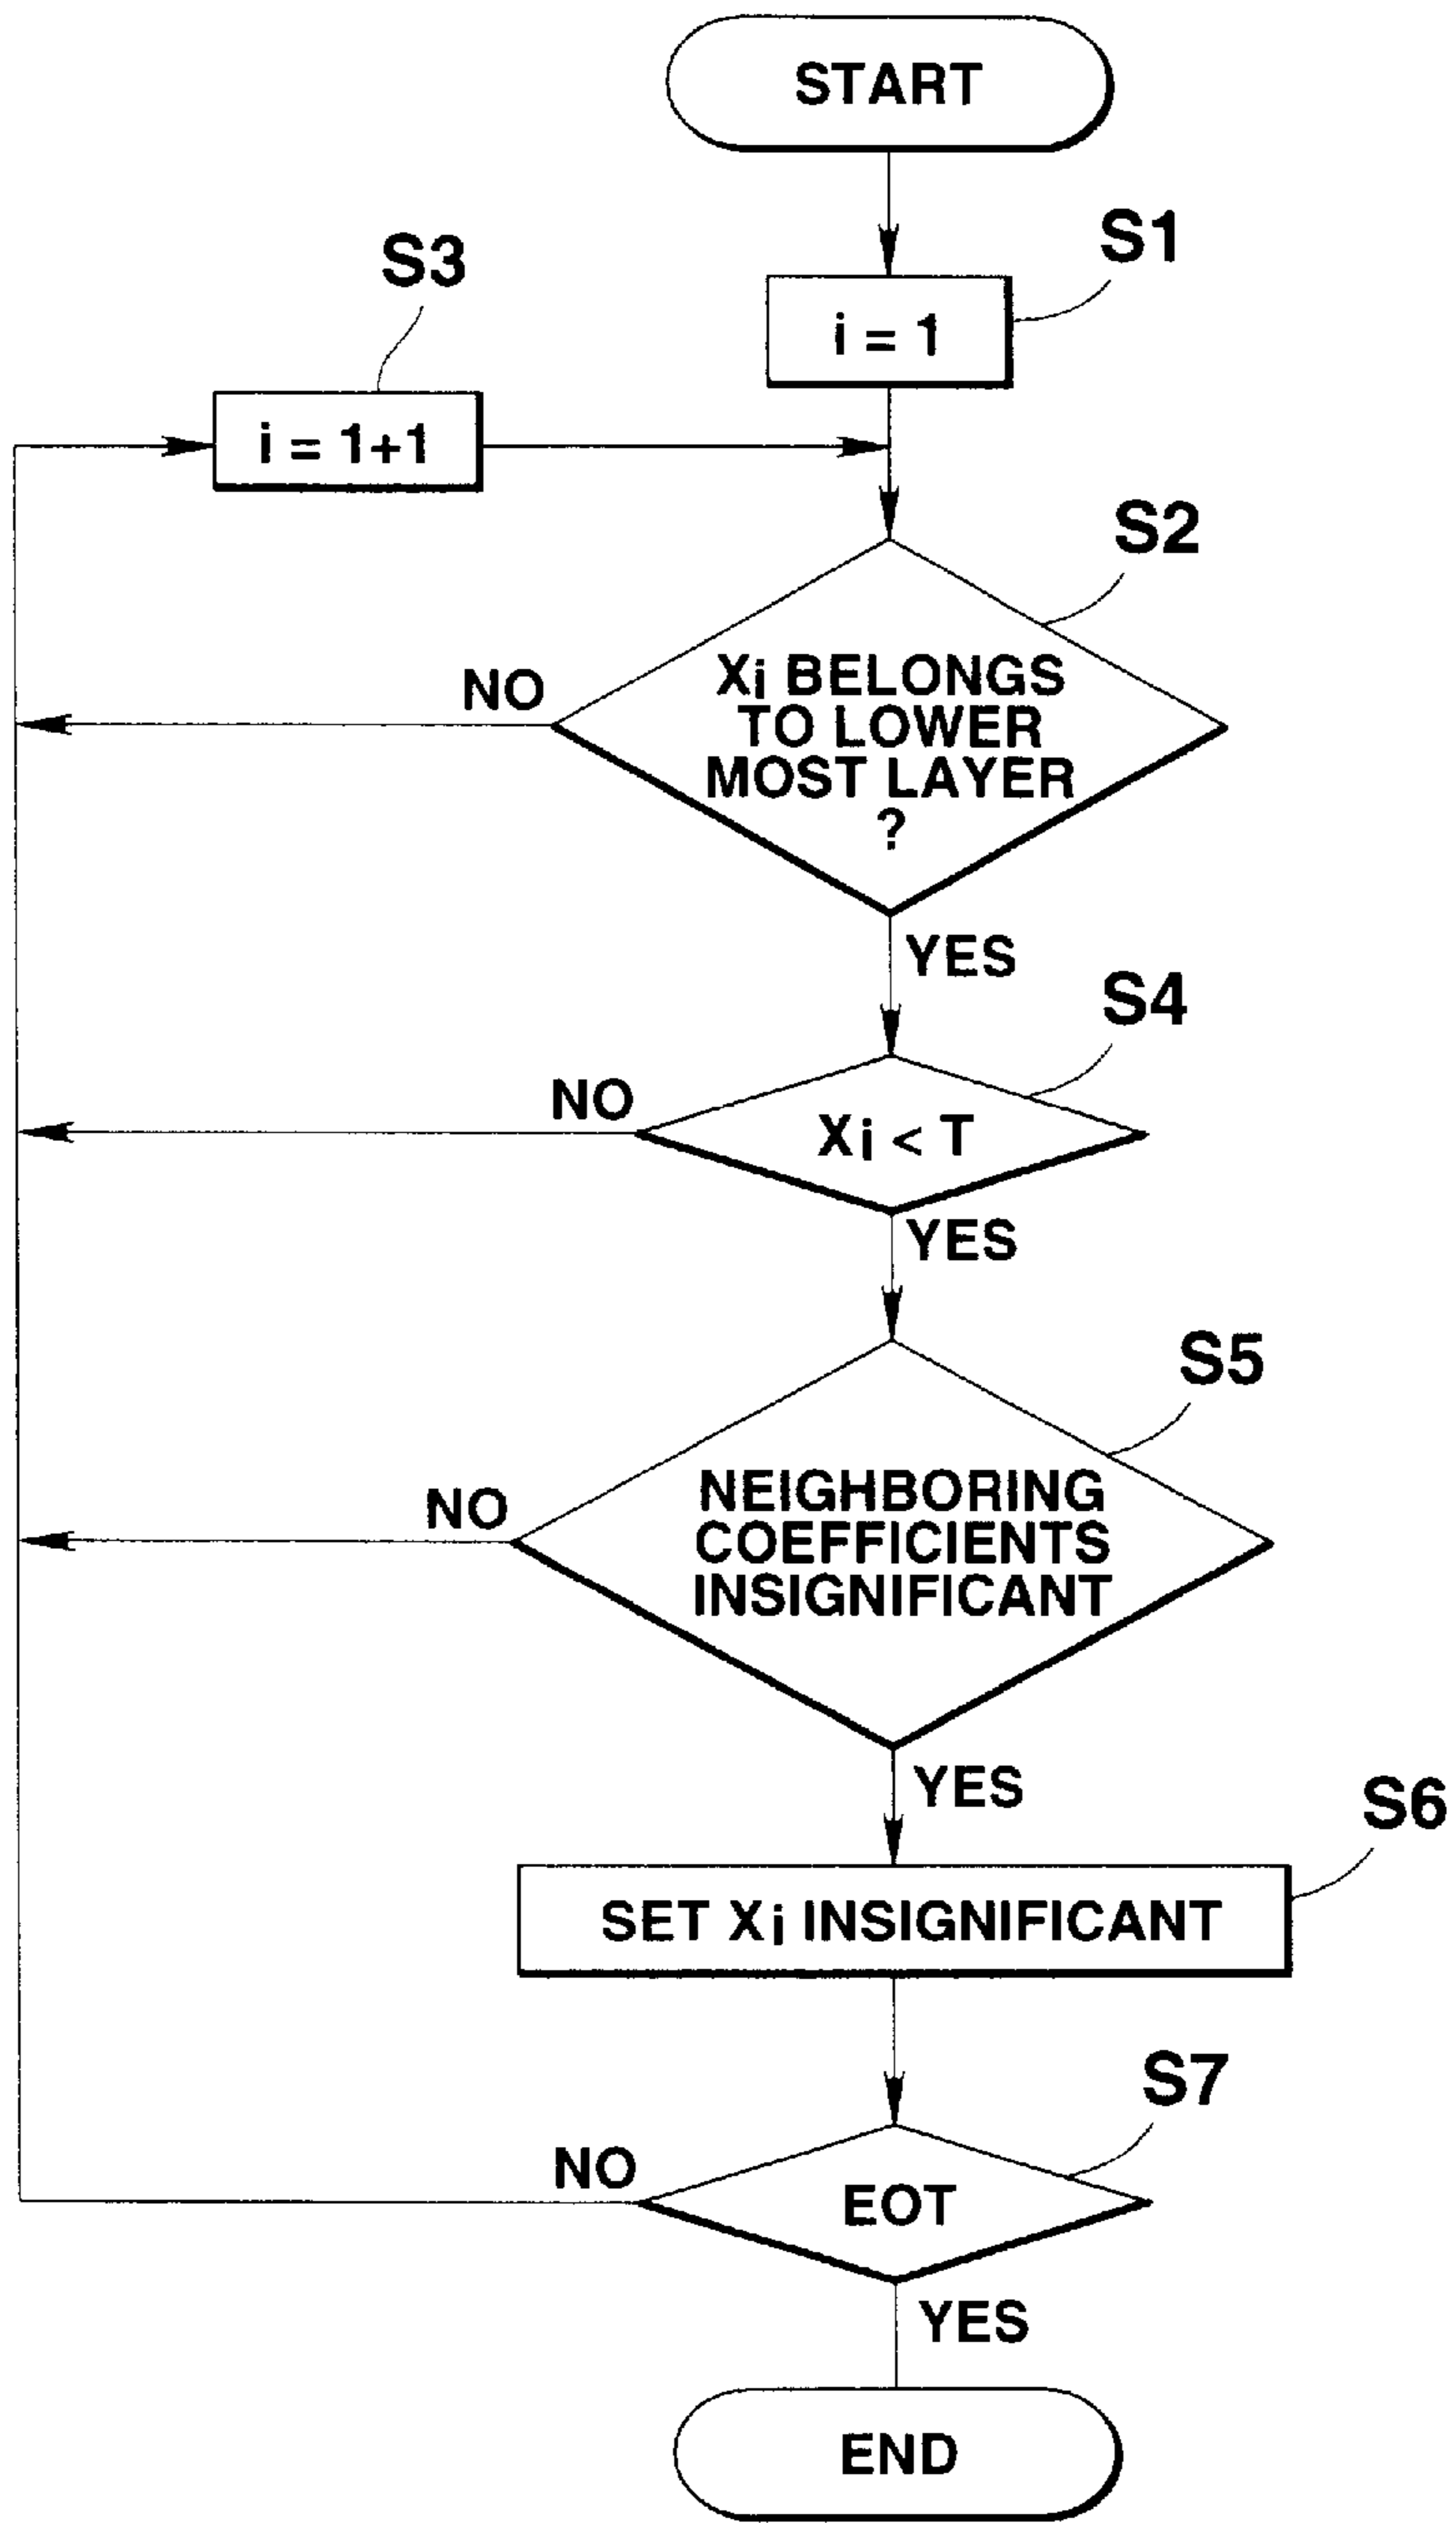 START
S1
i = 1
S3
i = 1+1
S2
Xi BELONGS
TO LOWER
MOST LAYER
?
NO
YES
S4
Xi < T
NO
YES
S5
NEIGHBORING
COEFFICIENTS
INSIGNIFICANT
NO
YES
S6
SET Xi INSIGNIFICANT
S7
EOT
NO
YES
END